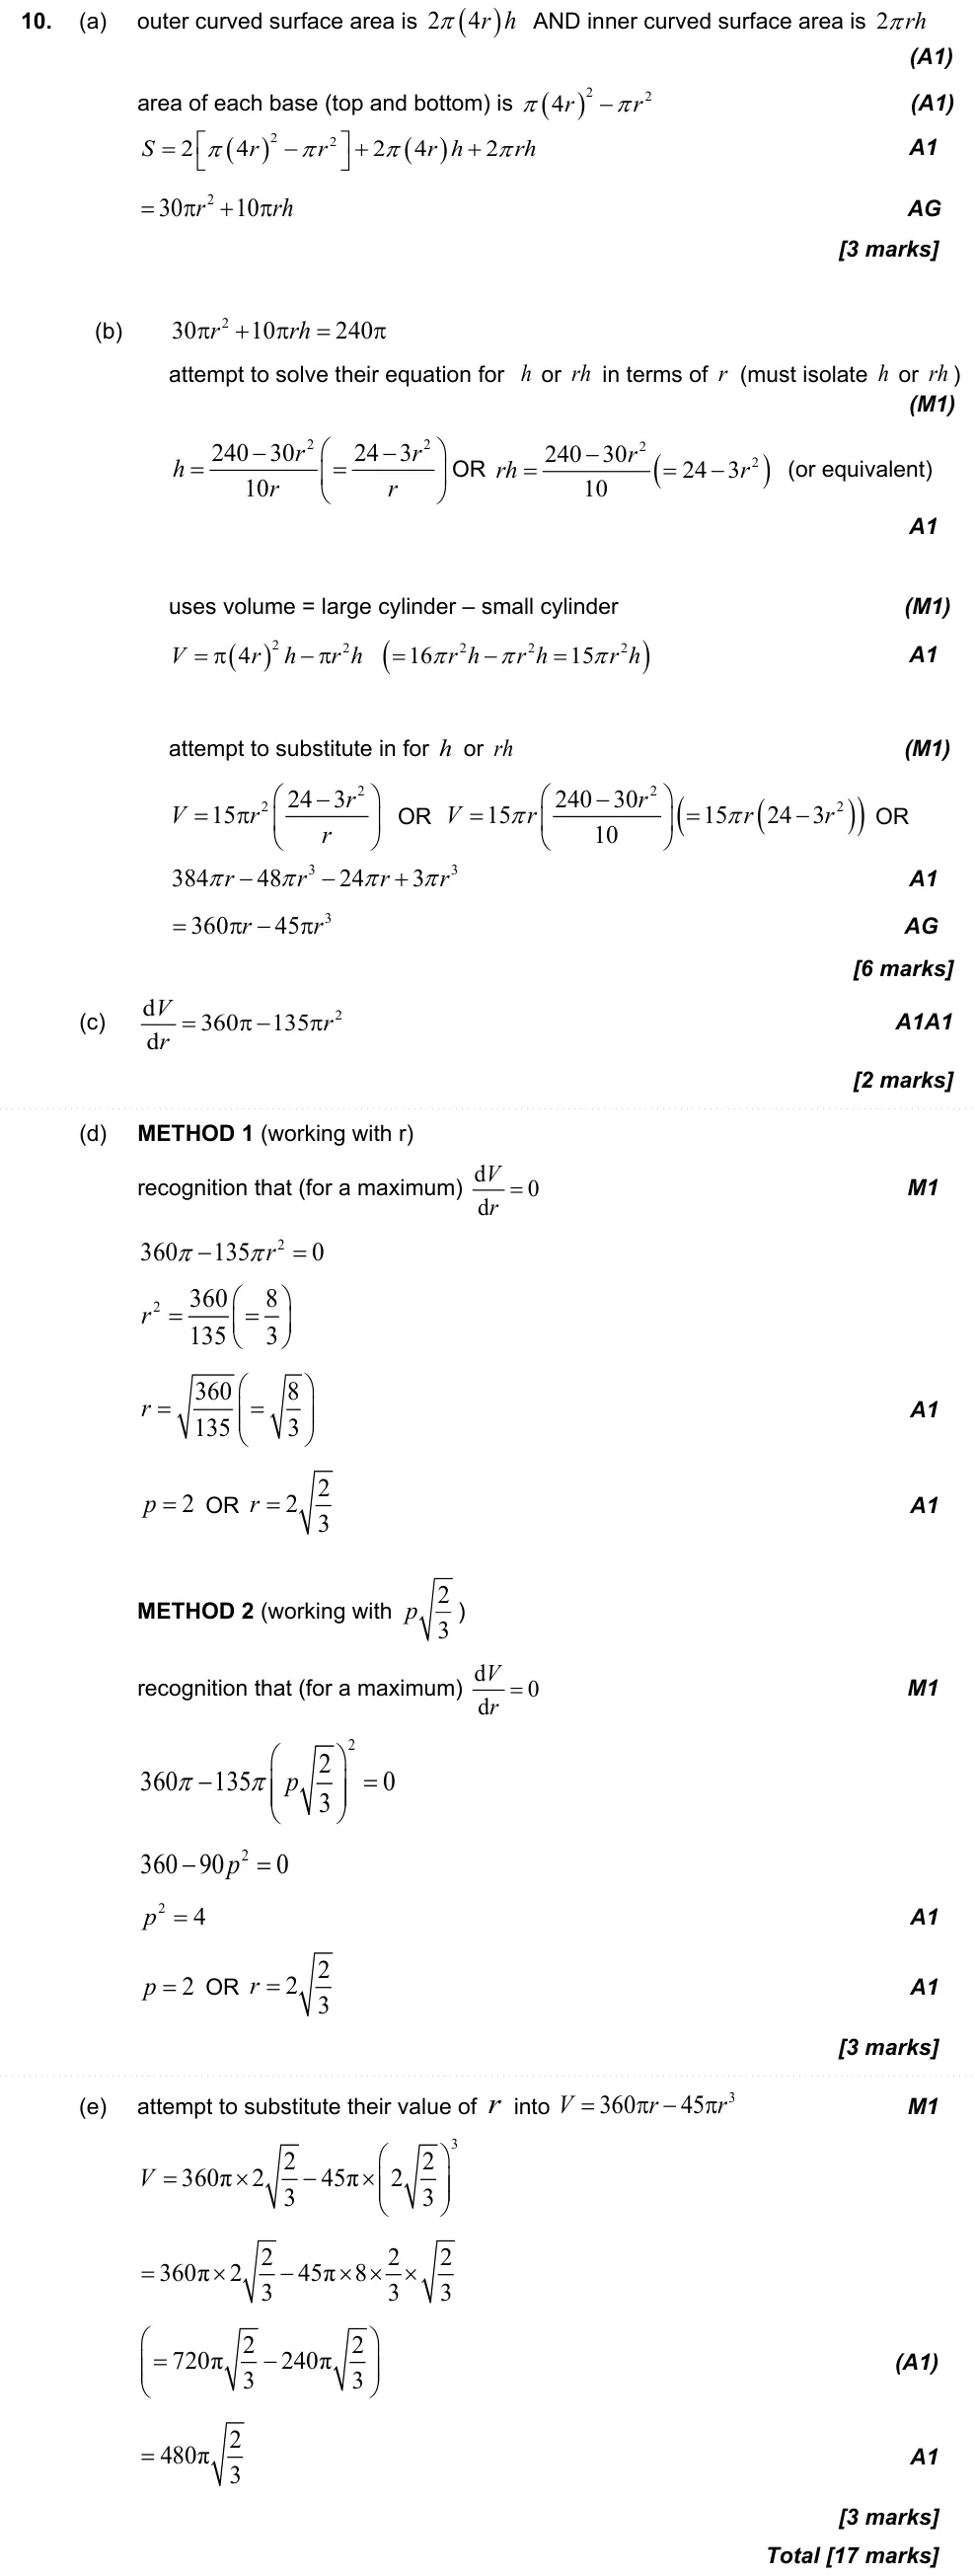 10. (a) outer curved surface area is 2π(4r)h AND inner curved surface area is 2πrh
(A1)
area of each base (top and bottom) is π(4r)² − πr² (A1)
S = 2[π(4r)² − πr²] + 2π(4r)h + 2πrh A1
= 30πr² + 10πrh AG
[3 marks]
(b) 30πr² + 10πrh = 240π
attempt to solve their equation for h or rh in terms of r (must isolate h or rh)
(M1)
h = (240 − 30r²)/(10r) (= (24 − 3r²)/r) OR rh = (240 − 30r²)/10 (= 24 − 3r²) (or equivalent)
A1
uses volume = large cylinder – small cylinder (M1)
V = π(4r)²h − πr²h (= 16πr²h − πr²h = 15πr²h) A1
attempt to substitute in for h or rh (M1)
V = 15πr²((24 − 3r²)/r) OR V = 15πr((240 − 30r²)/10)(= 15πr(24 − 3r²)) OR
384πr − 48πr³ − 24πr + 3πr³ A1
= 360πr − 45πr³ AG
[6 marks]
(c) dV/dr = 360π − 135πr² A1A1
[2 marks]
(d) METHOD 1 (working with r)
recognition that (for a maximum) dV/dr = 0 M1
360π − 135πr² = 0
r² = 360/135 (= 8/3)
r = √(360/135) (= √(8/3)) A1
p = 2 OR r = 2√(2/3) A1
METHOD 2 (working with p√(2/3))
recognition that (for a maximum) dV/dr = 0 M1
360π − 135π(p√(2/3))² = 0
360 − 90p² = 0
p² = 4 A1
p = 2 OR r = 2√(2/3) A1
[3 marks]
(e) attempt to substitute their value of r into V = 360πr − 45πr³ M1
V = 360π × 2√(2/3) − 45π × (2√(2/3))³
= 360π × 2√(2/3) − 45π × 8 × 2/3 × √(2/3)
(= 720π√(2/3) − 240π√(2/3)) (A1)
= 480π√(2/3) A1
[3 marks]
Total [17 marks]